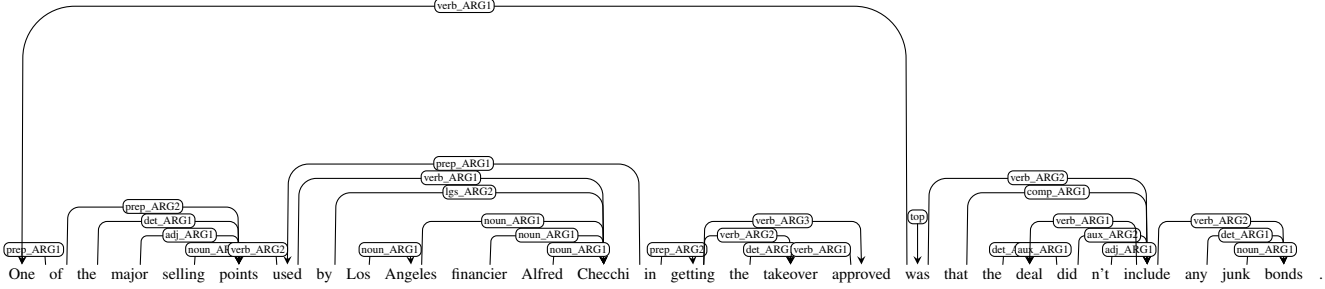 verb_ARG1
prep_ARG1
verb_ARG1
verb_ARG2
lgs_ARG2
comp_ARG1
prep_ARG2
top
det_ARG1 noun_ARG1 verb_ARG3 verb_ARG1 verb_ARG2
adj_ARG1 noun_ARG1 verb_ARG2 aux_ARG2 det_ARG1
prep_ARG1 verb_ARG2 noun_ARG1 noun_ARG1 prep_ARG2 verb_ARG1 aux_ARG1 adj_ARG1 noun_ARG1
One of the major selling points used by Los Angeles financier Alfred Checchi in getting the takeover approved was that the deal did n't include any junk bonds .